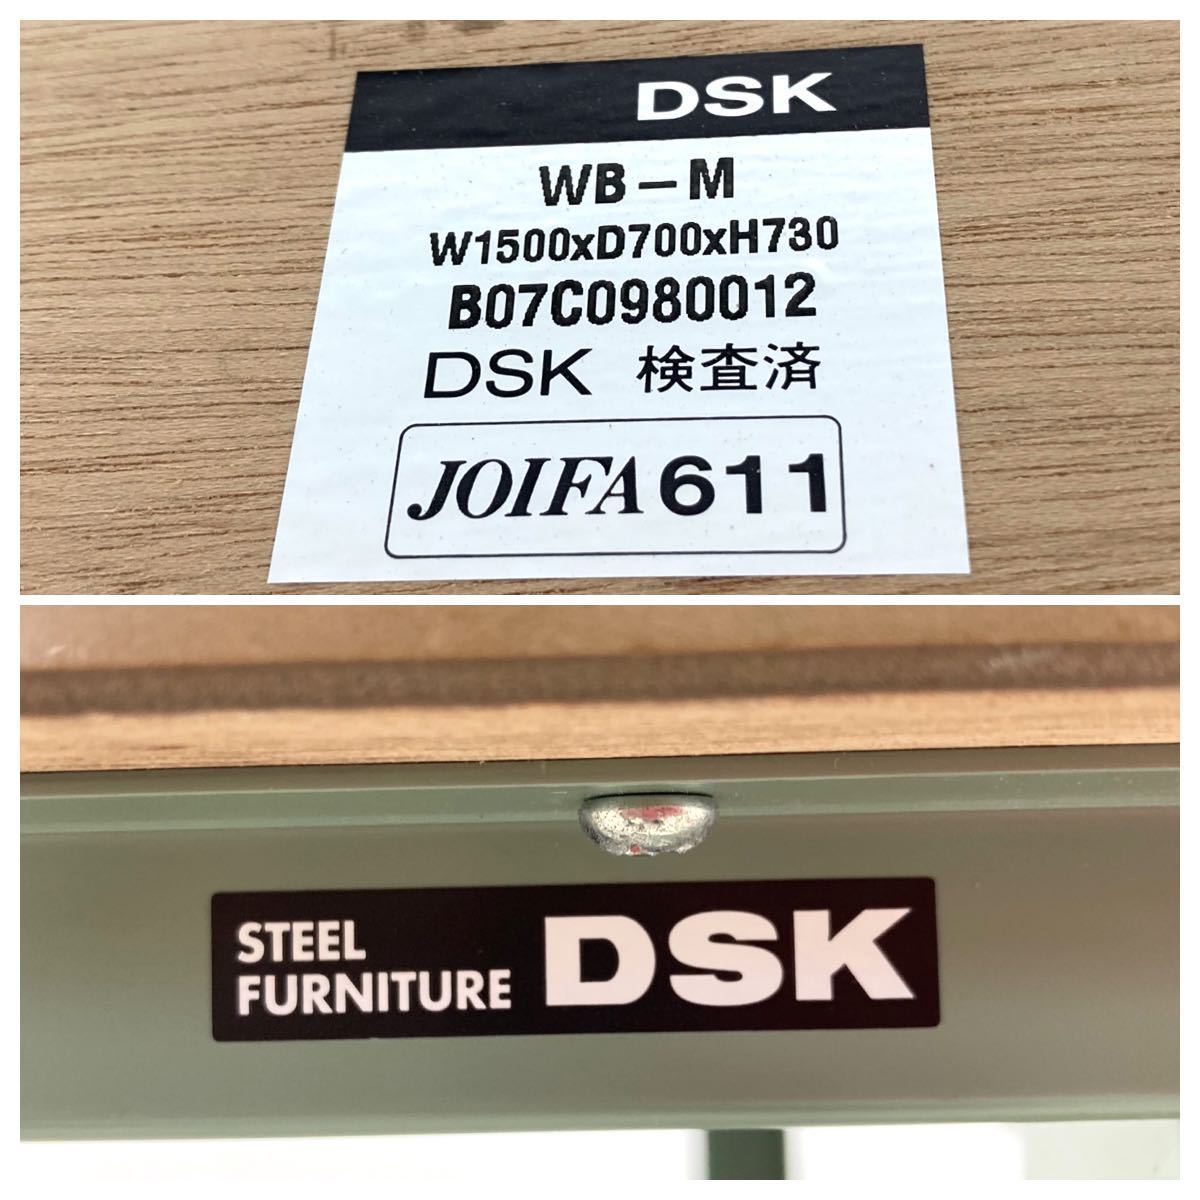 DSK
WB-M
W1500xD700xH730
B07C0980012
DSK 検査済
JOIFA 611
STEEL
FURNITURE DSK